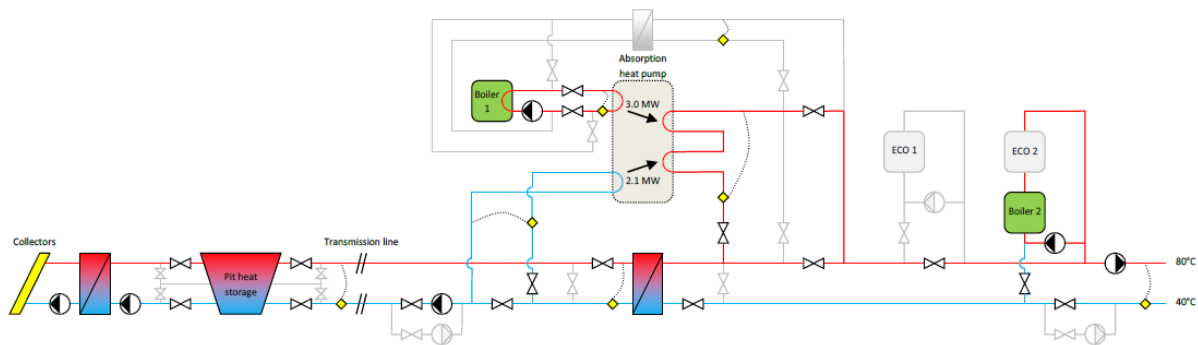 Absorption
heat pump
Boiler
1
3.0 MW
2.1 MW
ECO 1
ECO 2
Boiler 2
Collectors
Pit heat
storage
Transmission line
80°C
40°C